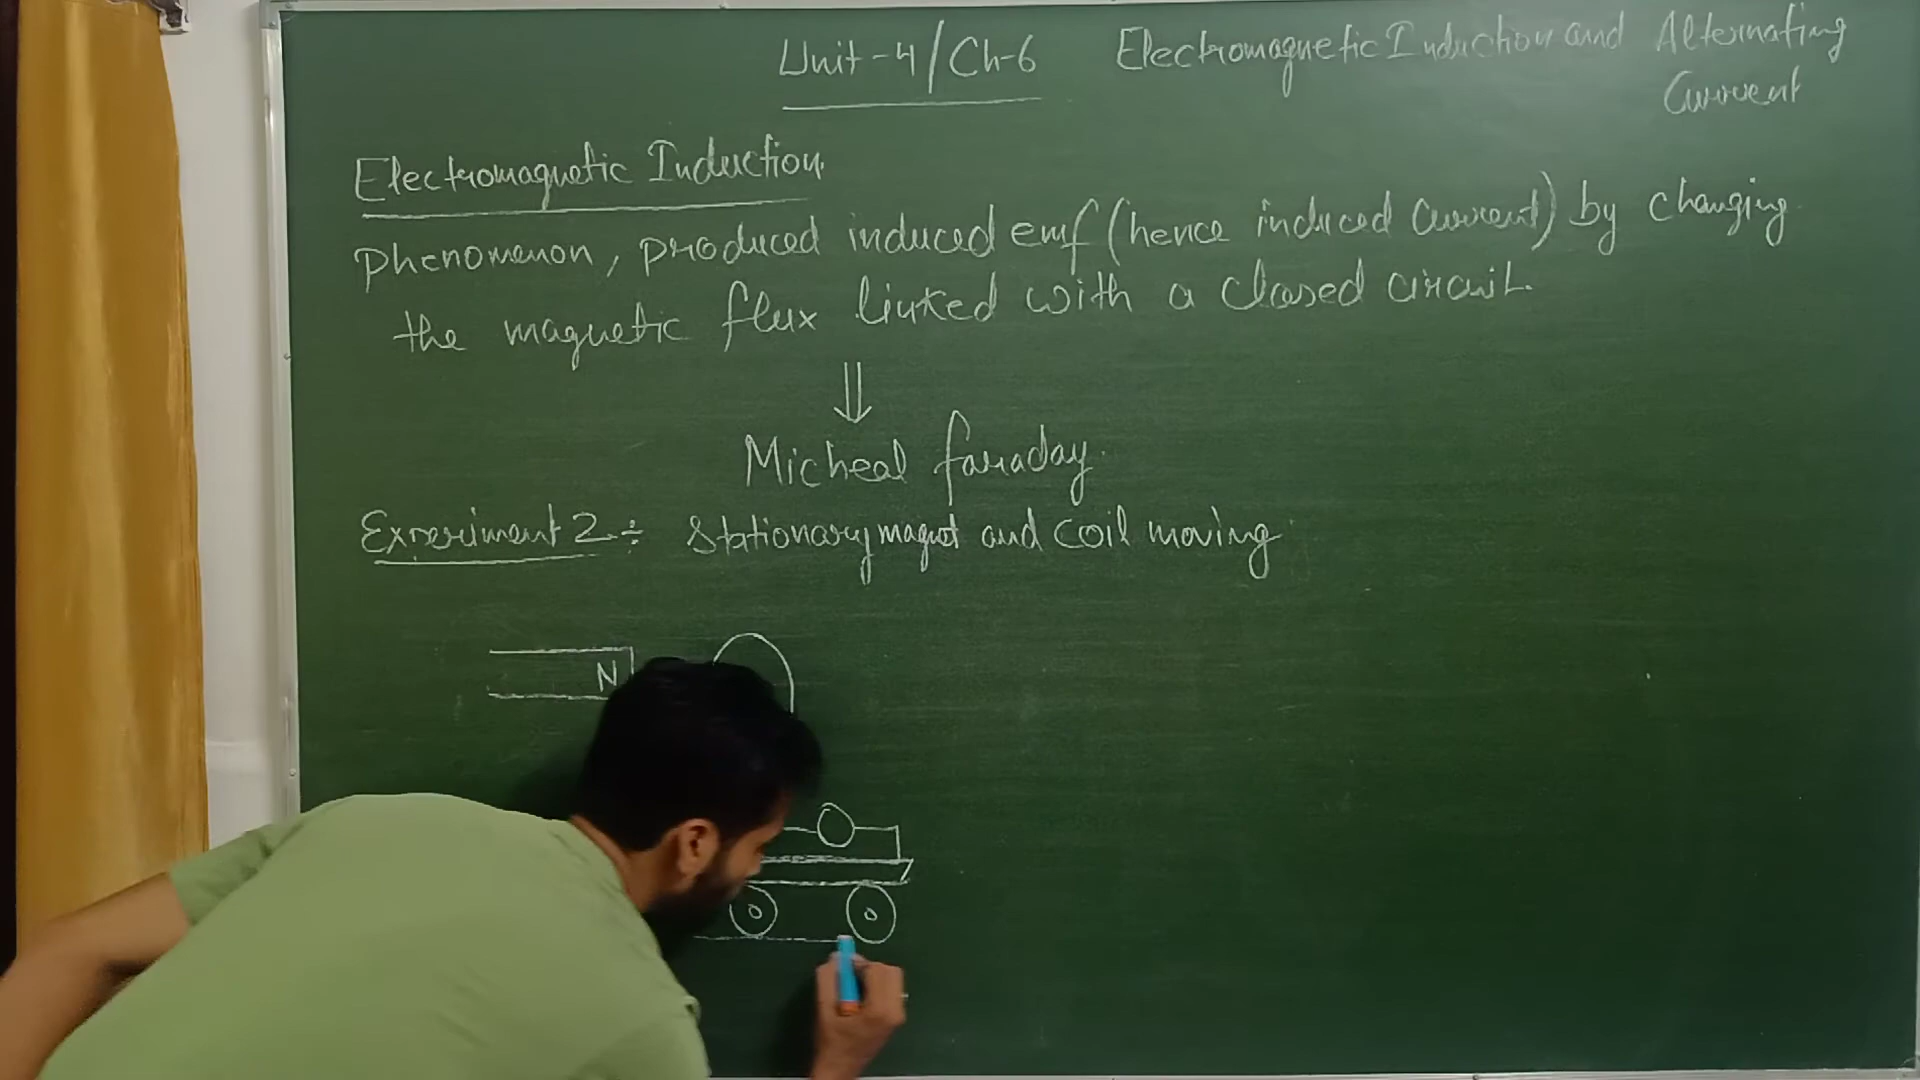 Unit-4/Ch-6 Electromagnetic Induction and Alternating
Current
Electromagnetic Induction
Phenomenon, produced induced emf (hence induced Current) by changing
the magnetic flux linked with a closed circuit.
⇓
Micheal faraday.
Experiment 2 ÷ Stationary magnet and coil moving
N